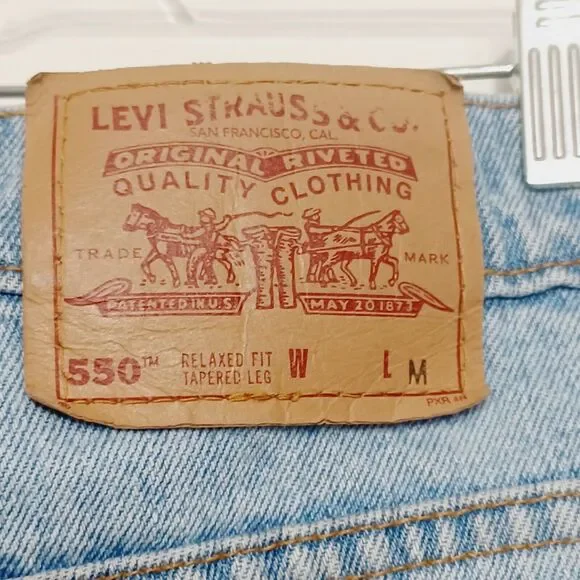 LEVI STRAUSS & CO.
SAN FRANCISCO, CAL.
ORIGINAL RIVETED
QUALITY CLOTHING
TRADE MARK
PATENTED IN U.S. MAY 20 1873
550™ RELAXED FIT W L M
TAPERED LEG
PXR